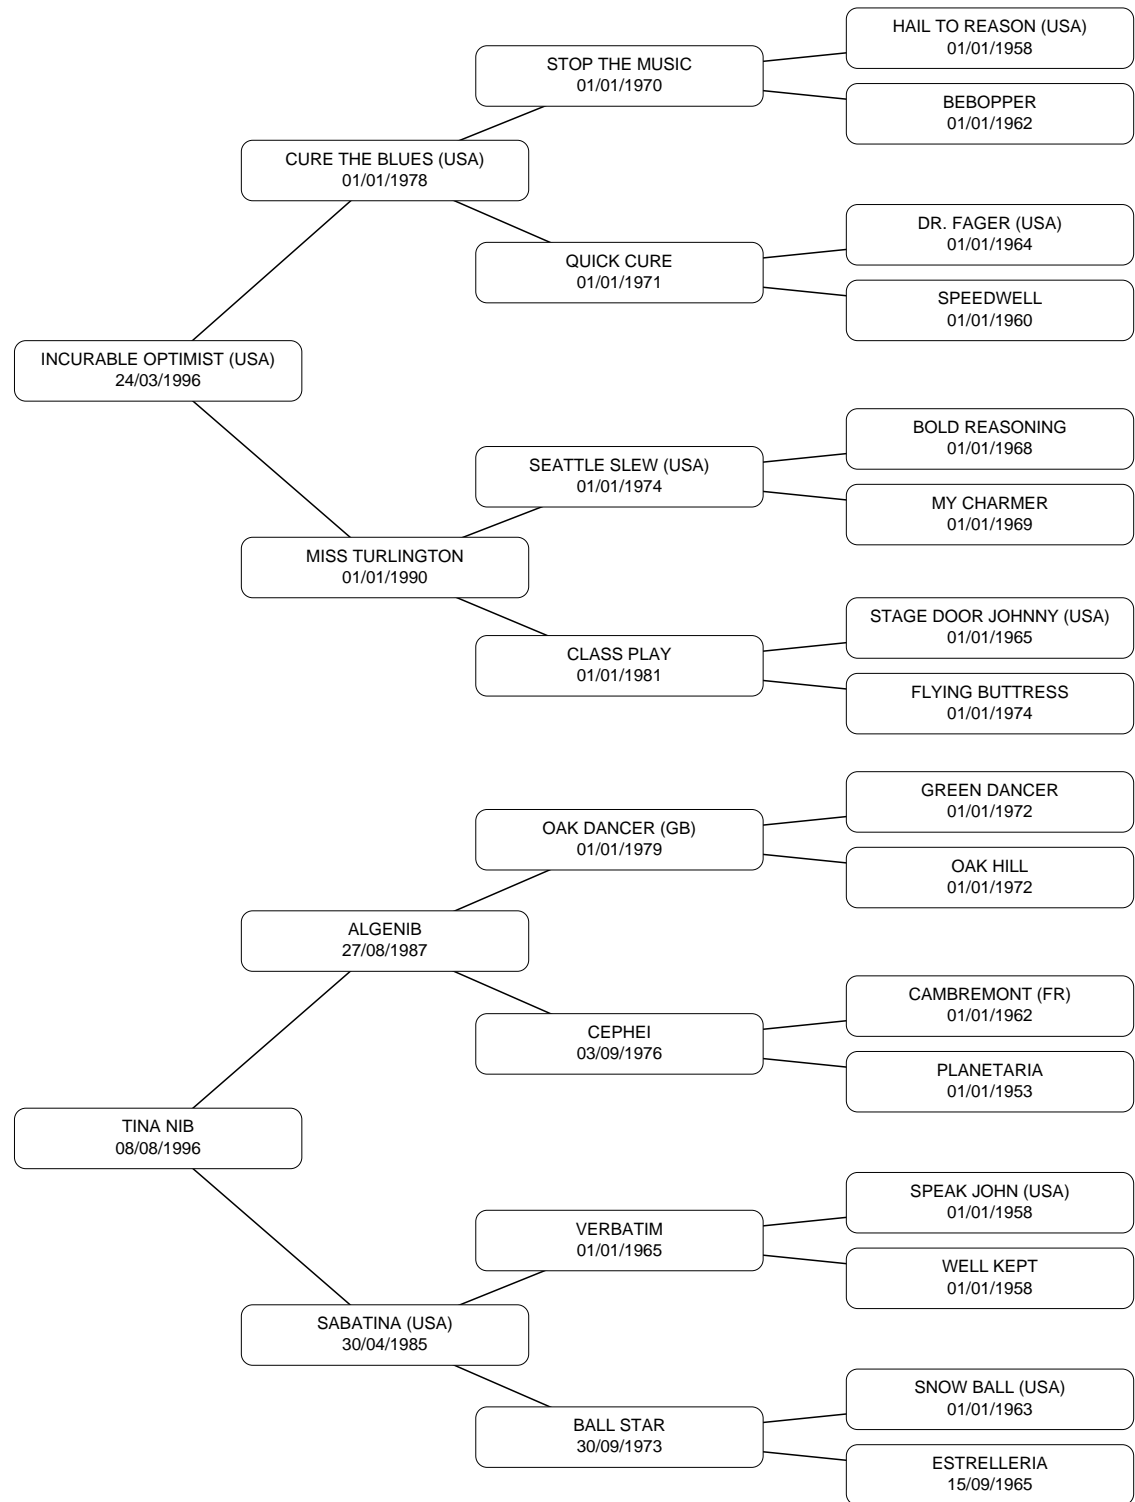 HAIL TO REASON (USA)
01/01/1958
STOP THE MUSIC
01/01/1970
BEBOPPER
01/01/1962
CURE THE BLUES (USA)
01/01/1978
DR. FAGER (USA)
01/01/1964
QUICK CURE
01/01/1971
SPEEDWELL
01/01/1960
INCURABLE OPTIMIST (USA)
24/03/1996
BOLD REASONING
01/01/1968
SEATTLE SLEW (USA)
01/01/1974
MY CHARMER
01/01/1969
MISS TURLINGTON
01/01/1990
STAGE DOOR JOHNNY (USA)
01/01/1965
CLASS PLAY
01/01/1981
FLYING BUTTRESS
01/01/1974
GREEN DANCER
01/01/1972
OAK DANCER (GB)
01/01/1979
OAK HILL
01/01/1972
ALGENIB
27/08/1987
CAMBREMONT (FR)
01/01/1962
CEPHEI
03/09/1976
PLANETARIA
01/01/1953
TINA NIB
08/08/1996
SPEAK JOHN (USA)
01/01/1958
VERBATIM
01/01/1965
WELL KEPT
01/01/1958
SABATINA (USA)
30/04/1985
SNOW BALL (USA)
01/01/1963
BALL STAR
30/09/1973
ESTRELLERIA
15/09/1965